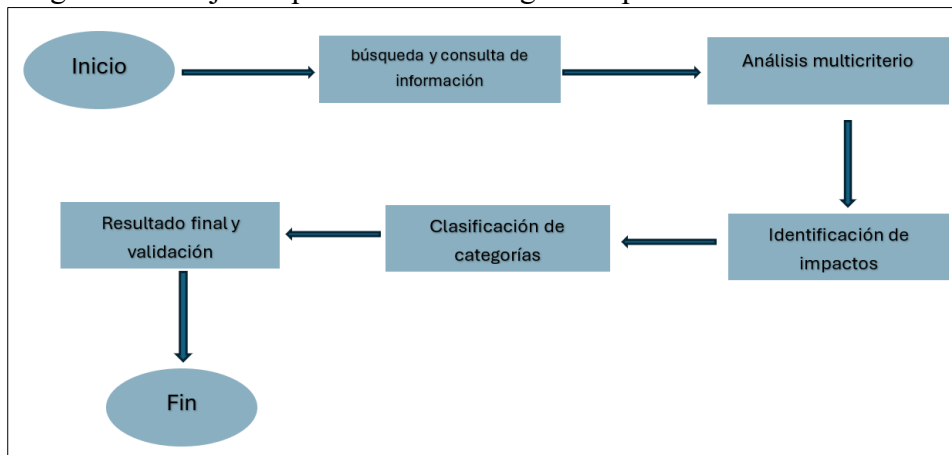 Inicio
búsqueda y consulta de
información
Análisis multicriterio
Identificación de
impactos
Clasificación de
categorías
Resultado final y
validación
Fin